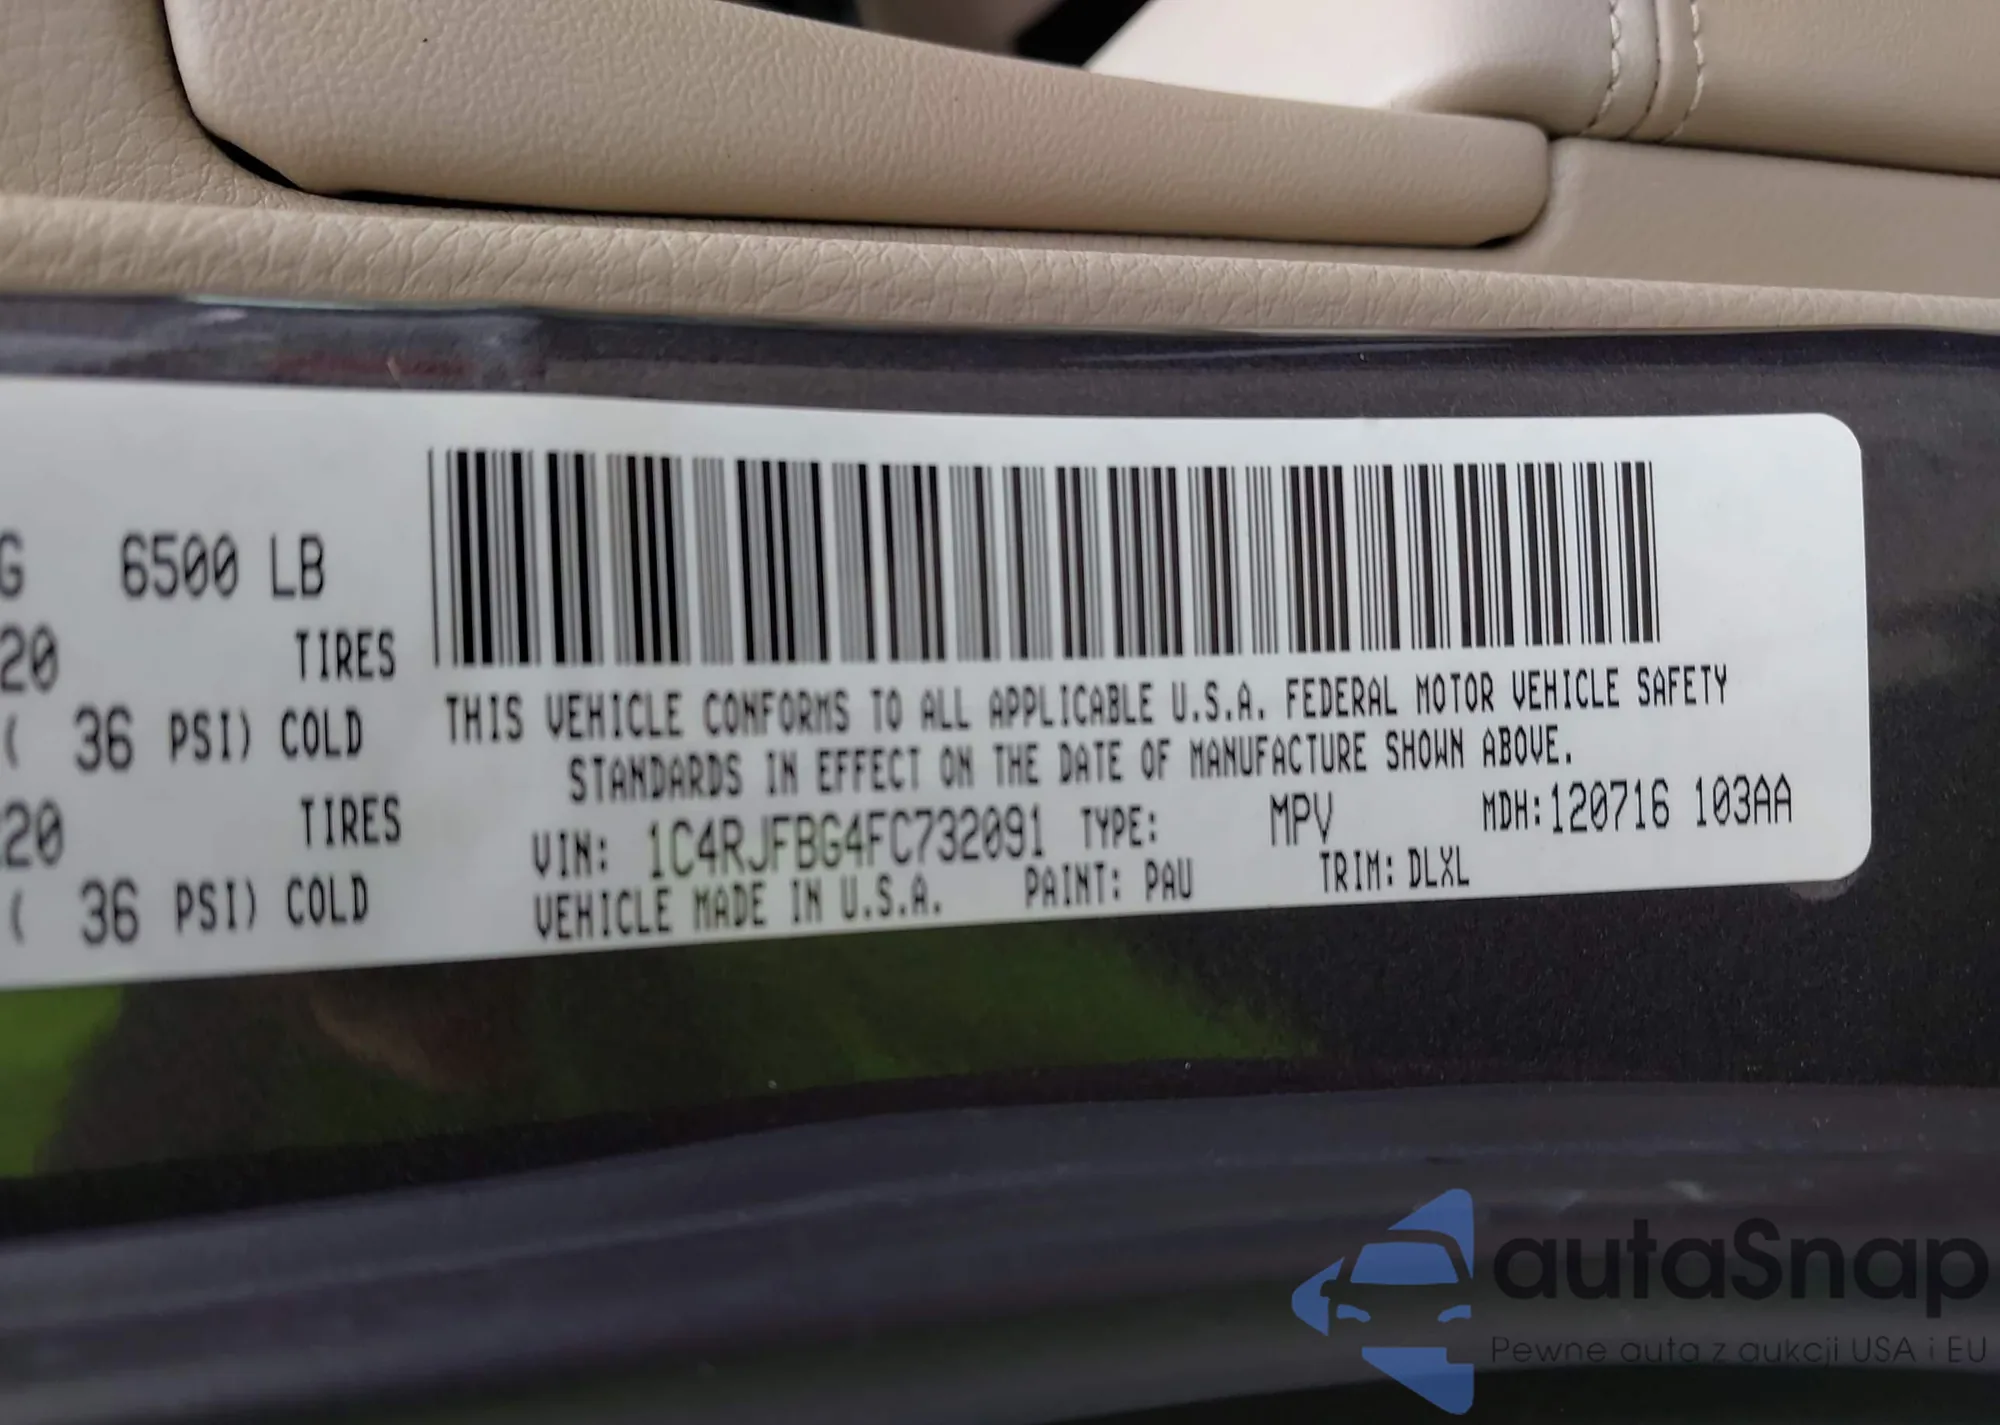 G 6500 LB
20 TIRES
( 36 PSI) COLD
20 TIRES
( 36 PSI) COLD
THIS VEHICLE CONFORMS TO ALL APPLICABLE U.S.A. FEDERAL MOTOR VEHICLE SAFETY
STANDARDS IN EFFECT ON THE DATE OF MANUFACTURE SHOWN ABOVE.
VIN: 1C4RJFBG4FC732091 TYPE: MPV MDH:120716 103AA
VEHICLE MADE IN U.S.A. PAINT: PAU TRIM: DLXL
autaSnap
Pewne auta z aukcji USA i EU